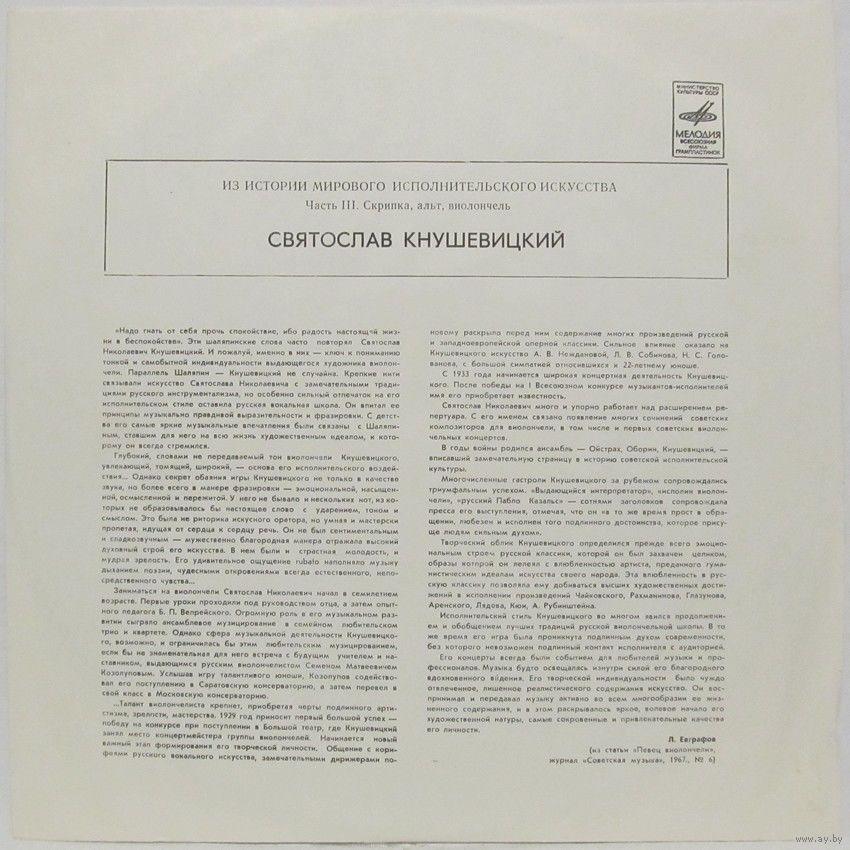 МИНИСТЕРСТВО
КУЛЬТУРЫ СССР
МЕЛОДИЯ
ВСЕСОЮЗНАЯ
ФИРМА
ГРАМПЛАСТИНОК
ИЗ ИСТОРИИ МИРОВОГО ИСПОЛНИТЕЛЬСКОГО ИСКУССТВА
Часть III. Скрипка, альт, виолончель
СВЯТОСЛАВ КНУШЕВИЦКИЙ
«Надо гнать от себя прочь спокойствие, ибо радость настоящей жиз-
ни в беспокойстве». Эти шаляпинские слова часто повторял Святослав
Николаевич Кнушевицкий. И пожалуй, именно в них — ключ к пониманию
тонкой и самобытной индивидуальности выдающегося художника виолон-
чели. Параллель Шаляпин — Кнушевицкий не случайна. Крепкие нити
связывали искусство Святослава Николаевича с замечательными тради-
циями русского инструментализма, но особенно сильный отпечаток на его
исполнительском стиле оставила русская вокальная школа. Он впитал ее
принципы музыкально правдивой выразительности и фразировки. С детст-
ва его самые яркие музыкальные впечатления были связаны с Шаляпи-
ным, ставшим для него на всю жизнь художественным идеалом, к кото-
рому он всегда стремился.
Глубокий, словами не передаваемый тон виолончели Кнушевицкого,
увлекающий, томящий, широкий, — основа его исполнительского воздей-
ствия... Однако секрет обаяния игры Кнушевицкого не только в качестве
звука, но более всего в манере фразировки — эмоциональной, насыщен-
ной, осмысленной и пережитой. У него не бывало и нескольких нот, из ко-
торых не образовывалось бы настоящее слово с ударением, тоном и
смыслом. Это была не риторика искусного оратора, но умная и мастерски
пропетая, идущая от сердца к сердцу речь. Он не был сентиментальным
и сладкозвучным — мужественно благородная манера отражала высокий
духовный строй его искусства. В нем были и страстная молодость, и
мудрая зрелость. Его удивительное ощущение rubato наполняло музыку
дыханием поэзии, чудесными откровениями всегда естественного, непо-
средственного чувства...
Заниматься на виолончели Святослав Николаевич начал в семилетнем
возрасте. Первые уроки проходили под руководством отца, а затем опыт-
ного педагога Б. П. Вепрейского. Огромную роль в его музыкальном раз-
витии сыграло ансамблевое музицирование в семейном любительском
трио и квартете. Однако сфера музыкальной деятельности Кнушевицко-
го, возможно, и ограничилась бы этим любительским музицированием,
если бы не знаменательная для него встреча с будущим учителем и на-
ставником, выдающимся русским виолончелистом Семеном Матвеевичем
Козолуповым. Услышав игру талантливого юноши, Козолупов содейство-
вал его поступлению в Саратовскую консерваторию, а затем перевел в
свой класс в Московскую консерваторию.
...Талант виолончелиста крепнет, приобретая черты подлинного арти-
стизма, зрелости, мастерства. 1929 год приносит первый большой успех —
победу на конкурсе при поступлении в Большой театр, где Кнушевицкий
занял место концертмейстера группы виолончелей. Начинается новый
важный этап формирования его творческой личности. Общение с кори-
феями русского вокального искусства, замечательными дирижерами по-
новому раскрыло перед ним содержание многих произведений русской
и западноевропейской оперной классики. Сильное влияние оказало на
Кнушевицкого искусство А. В. Неждановой, Л. В. Собинова, Н. С. Голо-
ванова, с большой симпатией относившихся к 22-летнему юноше.
С 1933 года начинается широкая концертная деятельность Кнушевиц-
кого. После победы на I Всесоюзном конкурсе музыкантов-исполнителей
имя его приобретает известность.
Святослав Николаевич много и упорно работает над расширением ре-
пертуара. С его именем связано появление многих сочинений советских
композиторов для виолончели, в том числе и первых советских виолон-
чельных концертов.
В годы войны родился ансамбль — Ойстрах, Оборин, Кнушевицкий, —
вписавший замечательную страницу в историю советской исполнительской
культуры.
Многочисленные гастроли Кнушевицкого за рубежом сопровождались
триумфальным успехом. «Выдающийся интерпретатор», «исполин виолон-
чели», «русский Пабло Казальс» — сотнями заголовков сопровождала
пресса его выступления, отмечая, что он «в то же время прост в обра-
щении, любезен и исполнен того подлинного достоинства, которое прису-
ще людям сильным духом».
Творческий облик Кнушевицкого определился прежде всего эмоцио-
нальным строем русской классики, которой он был захвачен целиком,
образы которой он лелеял с влюбленностью артиста, преданного гума-
нистическим идеалам искусства своего народа. Эта влюбленность в рус-
скую классику позволяла ему добиваться высших художественных дости-
жений в исполнении произведений Чайковского, Рахманинова, Глазунова,
Аренского, Лядова, Кюи, А. Рубинштейна.
Исполнительский стиль Кнушевицкого во многом явился продолжени-
ем и обобщением лучших традиций русской виолончельной школы. В то
же время его игра была проникнута подлинным духом современности,
без которого невозможен подлинный контакт исполнителя с аудиторией.
Его концерты всегда были событием для любителей музыки и про-
фессионалов. Музыка будто освещалась изнутри силой его благородного
вдохновенного ви́дения. Его творческой индивидуальности было чуждо
отвлеченное, лишенное реалистического содержания искусство. Он вос-
принимал и передавал музыку активно во всем многообразии ее жиз-
ненного содержания, и в этом раскрывалось яркое, волевое начало его
художественной натуры, самые сокровенные и привлекательные качества
его личности.
Л. Евграфов
(из статьи «Певец виолончели»,
журнал «Советская музыка», 1967., № 6)
www.ay.by